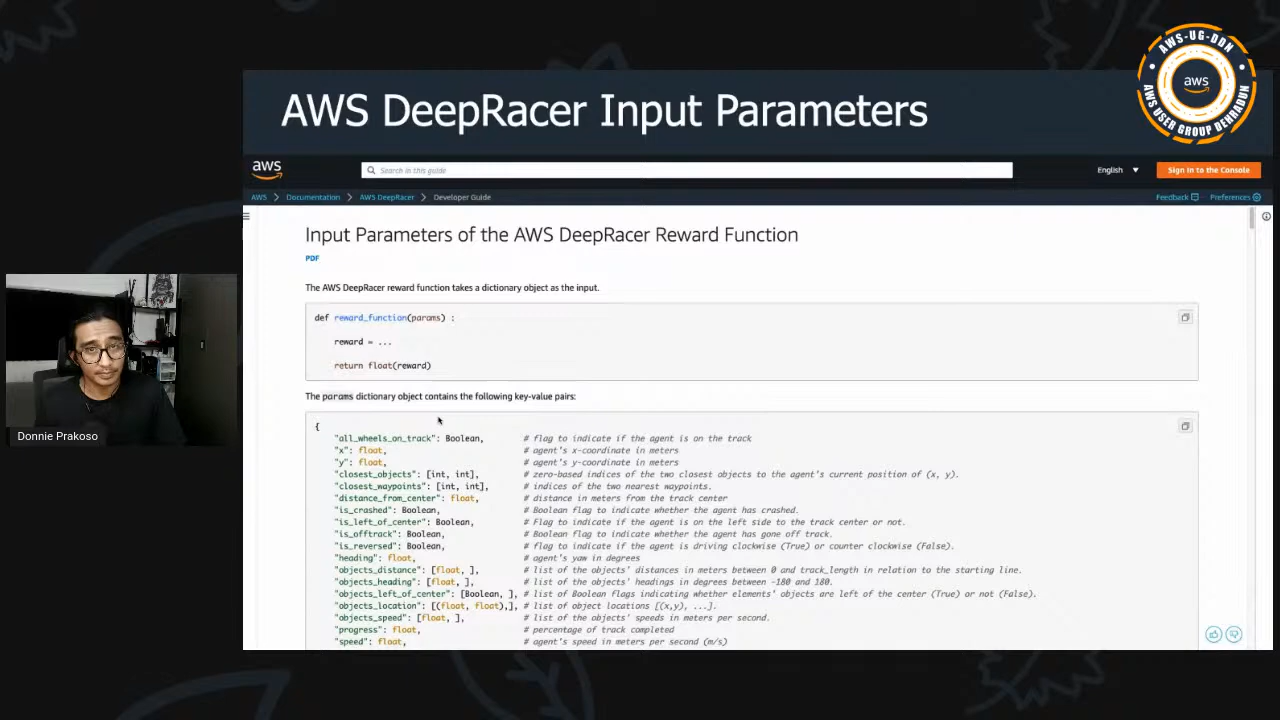 AWS DeepRacer Input Parameters
AWS-UG-DDN
aws
AWS USER GROUP DEHRADUN
aws
Search in this guide
English
Sign In to the Console
AWS > Documentation > AWS DeepRacer > Developer Guide
Feedback
Preferences
Input Parameters of the AWS DeepRacer Reward Function
PDF
The AWS DeepRacer reward function takes a dictionary object as the input.
def reward_function(params) :
reward = ...
return float(reward)
The params dictionary object contains the following key-value pairs:
{
"all_wheels_on_track": Boolean, # flag to indicate if the agent is on the track
"x": float, # agent's x-coordinate in meters
"y": float, # agent's y-coordinate in meters
"closest_objects": [int, int], # zero-based indices of the two closest objects to the agent's current position of (x, y).
"closest_waypoints": [int, int], # indices of the two nearest waypoints.
"distance_from_center": float, # distance in meters from the track center
"is_crashed": Boolean, # Boolean flag to indicate whether the agent has crashed.
"is_left_of_center": Boolean, # Flag to indicate if the agent is on the left side to the track center or not.
"is_offtrack": Boolean, # Boolean flag to indicate whether the agent has gone off track.
"is_reversed": Boolean, # flag to indicate if the agent is driving clockwise (True) or counter clockwise (False).
"heading": float, # agent's yaw in degrees
"objects_distance": [float, ], # list of the objects' distances in meters between 0 and track_length in relation to the starting line.
"objects_heading": [float, ], # list of the objects' headings in degrees between -180 and 180.
"objects_left_of_center": [Boolean, ], # list of Boolean flags indicating whether elements' objects are left of the center (True) or not (False).
"objects_location": [(float, float),], # list of object locations [(x,y), ...].
"objects_speed": [float, ], # list of the objects' speeds in meters per second.
"progress": float, # percentage of track completed
"speed": float, # agent's speed in meters per second (m/s)
Donnie Prakoso